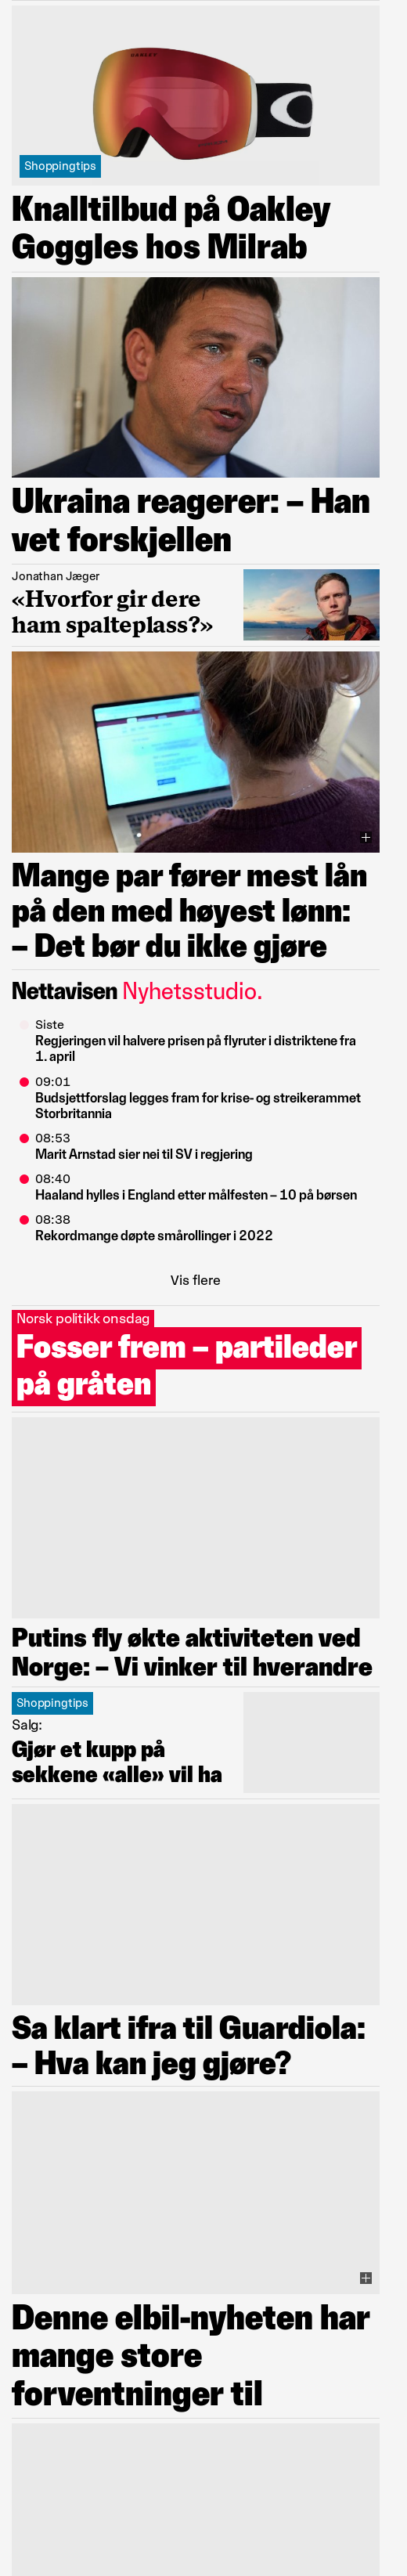 Shoppingtips
Knalltilbud på Oakley
Goggles hos Milrab
Ukraina reagerer: – Han
vet forskjellen
Jonathan Jæger
«Hvorfor gir dere
ham spalteplass?»
Mange par fører mest lån
på den med høyest lønn:
– Det bør du ikke gjøre
Nettavisen Nyhetsstudio.
Siste
Regjeringen vil halvere prisen på flyruter i distriktene fra
1. april
09:01
Budsjettforslag legges fram for krise- og streikerammet
Storbritannia
08:53
Marit Arnstad sier nei til SV i regjering
08:40
Haaland hylles i England etter målfesten – 10 på børsen
08:38
Rekordmange døpte smårollinger i 2022
Vis flere
Norsk politikk onsdag
Fosser frem – partileder
på gråten
Putins fly økte aktiviteten ved
Norge: – Vi vinker til hverandre
Shoppingtips
Salg:
Gjør et kupp på
sekkene «alle» vil ha
Sa klart ifra til Guardiola:
– Hva kan jeg gjøre?
Denne elbil-nyheten har
mange store
forventninger til